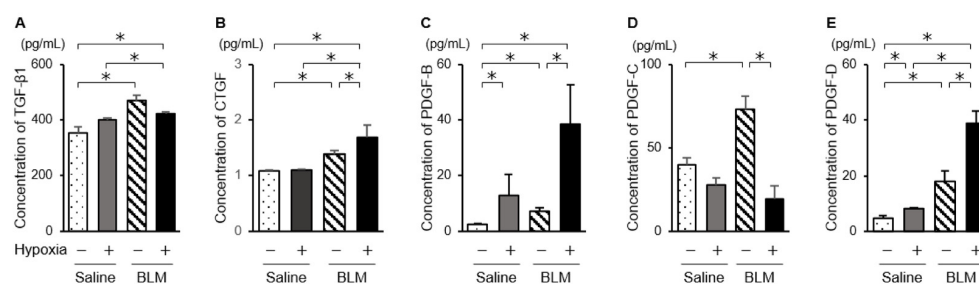 A
(pg/mL)
Concentration of TGF-β1
600
400
200
0
*
*
*
Hypoxia − + − +
Saline BLM
B
(pg/mL)
Concentration of CTGF
3
2
1
0
*
*
*
*
− + − +
Saline BLM
C
(pg/mL)
Concentration of PDGF-B
60
40
20
0
*
*
*
*
− + − +
Saline BLM
D
(pg/mL)
Concentration of PDGF-C
100
50
0
*
*
− + − +
Saline BLM
E
(pg/mL)
Concentration of PDGF-D
60
40
20
0
*
*
*
*
*
− + − +
Saline BLM